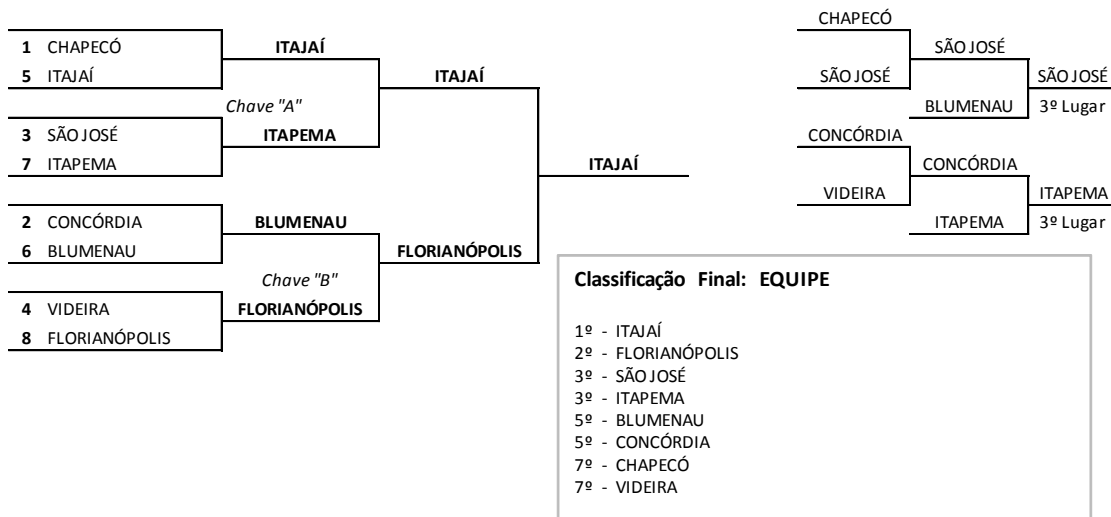 1 CHAPECÓ
5 ITAJAÍ
ITAJAÍ
Chave "A"
3 SÃO JOSÉ
7 ITAPEMA
ITAPEMA
ITAJAÍ
2 CONCÓRDIA
6 BLUMENAU
BLUMENAU
Chave "B"
4 VIDEIRA
8 FLORIANÓPOLIS
FLORIANÓPOLIS
FLORIANÓPOLIS
ITAJAÍ
CHAPECÓ
SÃO JOSÉ
SÃO JOSÉ
BLUMENAU
SÃO JOSÉ
3º Lugar
CONCÓRDIA
VIDEIRA
CONCÓRDIA
ITAPEMA
ITAPEMA
3º Lugar
Classificação Final: EQUIPE
1º - ITAJAÍ
2º - FLORIANÓPOLIS
3º - SÃO JOSÉ
3º - ITAPEMA
5º - BLUMENAU
5º - CONCÓRDIA
7º - CHAPECÓ
7º - VIDEIRA